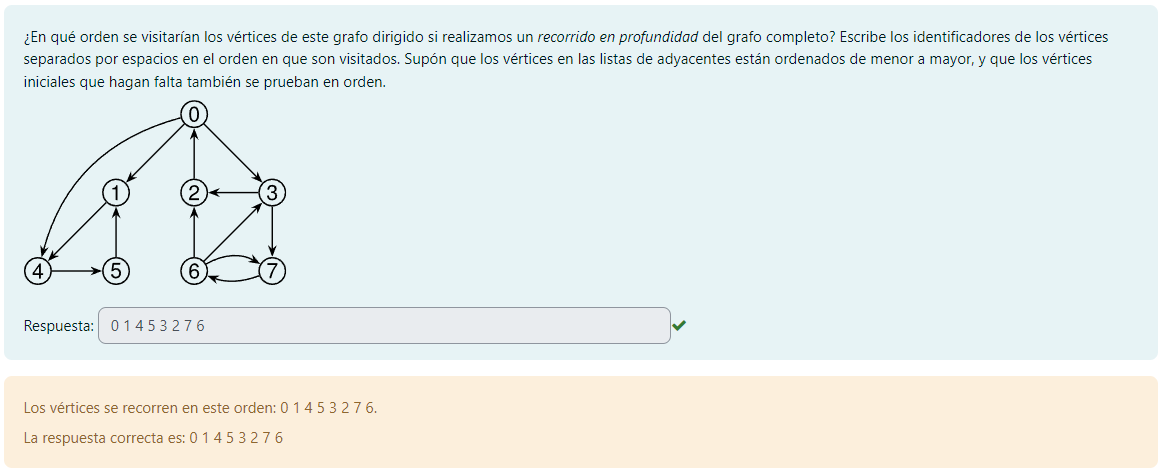 ¿En qué orden se visitarían los vértices de este grafo dirigido si realizamos un recorrido en profundidad del grafo completo? Escribe los identificadores de los vértices
separados por espacios en el orden en que son visitados. Supón que los vértices en las listas de adyacentes están ordenados de menor a mayor, y que los vértices
iniciales que hagan falta también se prueban en orden.
0
1 2 3
4 5 6 7
Respuesta: 0 1 4 5 3 2 7 6
Los vértices se recorren en este orden: 0 1 4 5 3 2 7 6.
La respuesta correcta es: 0 1 4 5 3 2 7 6